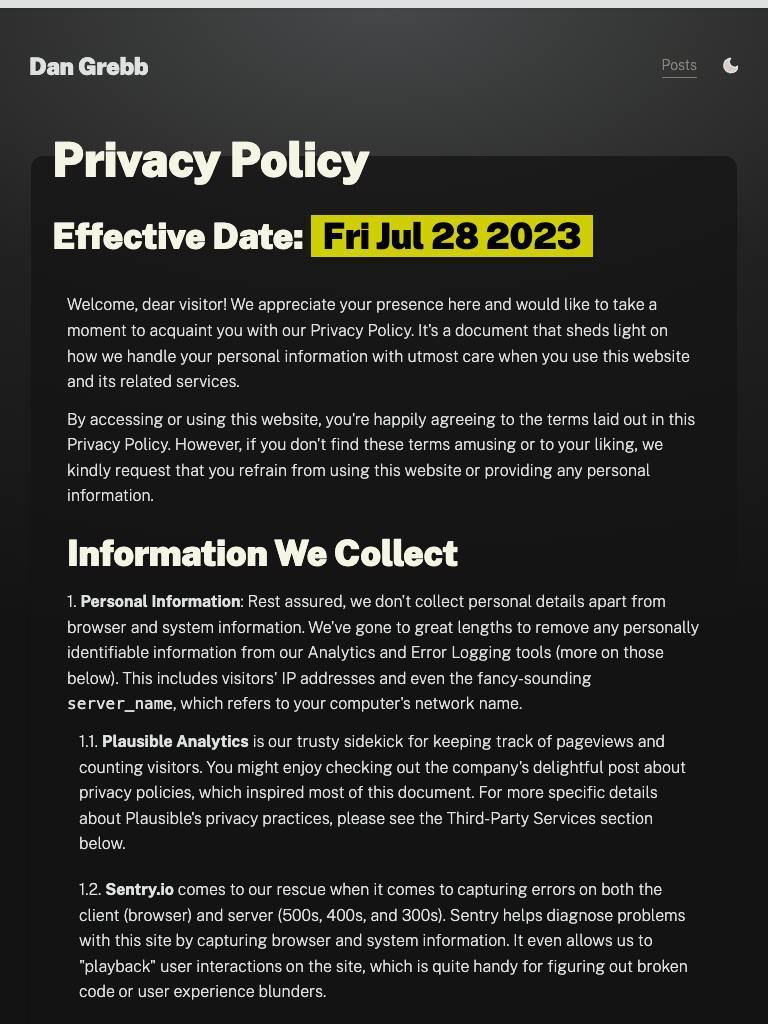 Dan Grebb
Posts
Privacy Policy
Effective Date: Fri Jul 28 2023
Welcome, dear visitor! We appreciate your presence here and would like to take a
moment to acquaint you with our Privacy Policy. It's a document that sheds light on
how we handle your personal information with utmost care when you use this website
and its related services.
By accessing or using this website, you're happily agreeing to the terms laid out in this
Privacy Policy. However, if you don't find these terms amusing or to your liking, we
kindly request that you refrain from using this website or providing any personal
information.
Information We Collect
1. Personal Information: Rest assured, we don't collect personal details apart from
browser and system information. We've gone to great lengths to remove any personally
identifiable information from our Analytics and Error Logging tools (more on those
below). This includes visitors' IP addresses and even the fancy-sounding
server_name, which refers to your computer's network name.
1.1. Plausible Analytics is our trusty sidekick for keeping track of pageviews and
counting visitors. You might enjoy checking out the company's delightful post about
privacy policies, which inspired most of this document. For more specific details
about Plausible's privacy practices, please see the Third-Party Services section
below.
1.2. Sentry.io comes to our rescue when it comes to capturing errors on both the
client (browser) and server (500s, 400s, and 300s). Sentry helps diagnose problems
with this site by capturing browser and system information. It even allows us to
"playback" user interactions on the site, which is quite handy for figuring out broken
code or user experience blunders.